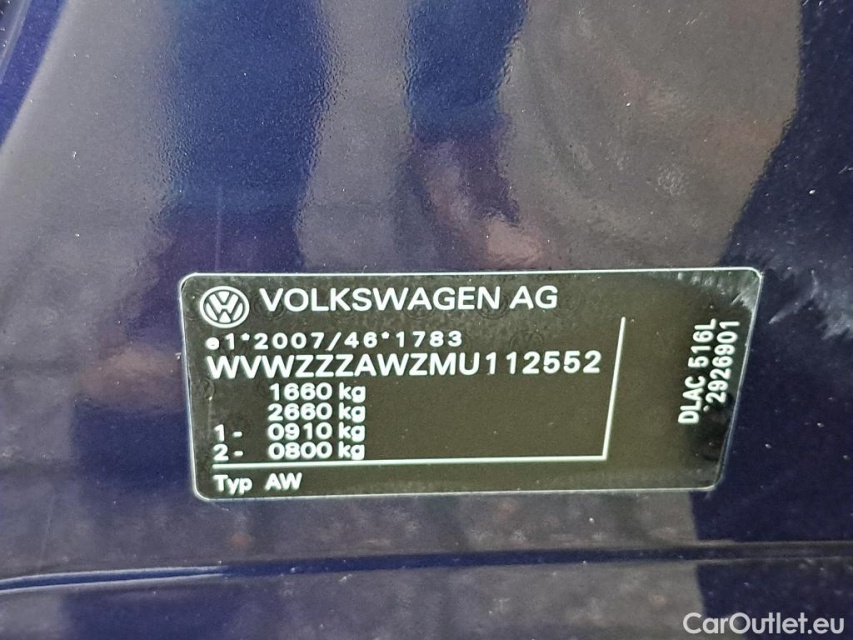 VOLKSWAGEN AG
e1*2007/46*1783
WVWZZZAWZMU112552
1660 kg
2660 kg
1- 0910 kg
2- 0800 kg
Typ AW
DLAC 516L
2926901
CarOutlet.eu